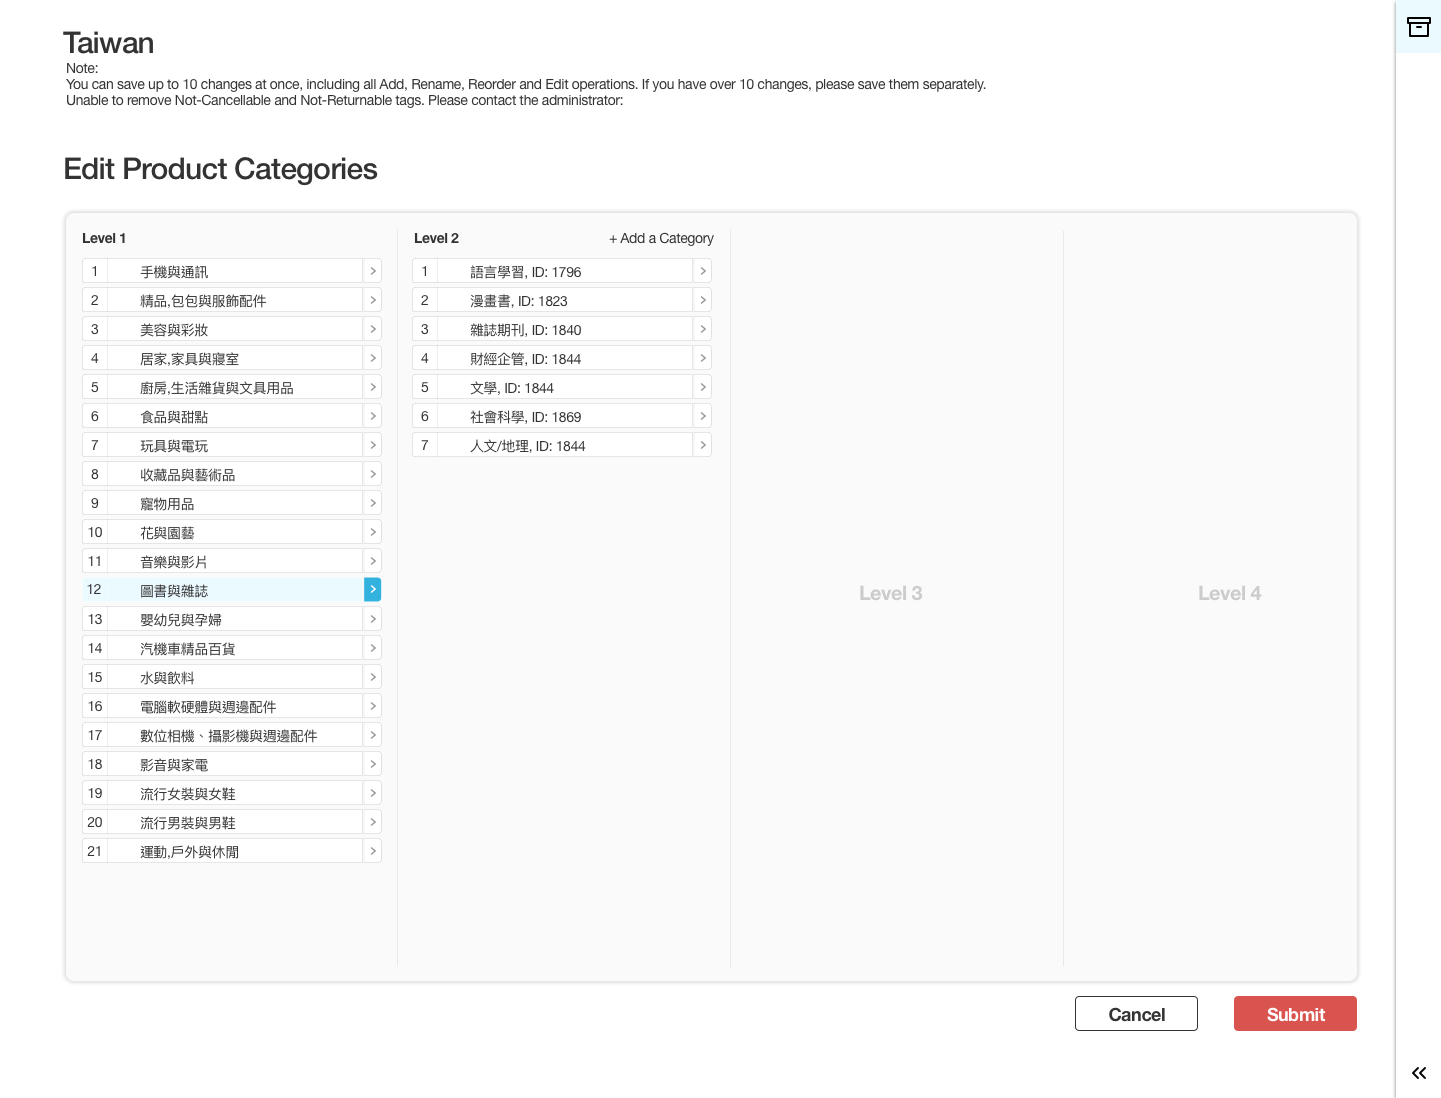 Taiwan
Note:
You can save up to 10 changes at once, including all Add, Rename, Reorder and Edit operations. If you have over 10 changes, please save them separately.
Unable to remove Not-Cancellable and Not-Returnable tags. Please contact the administrator:
Edit Product Categories
Level 1
1 手機與通訊
2 精品,包包與服飾配件
3 美容與彩妝
4 居家,家具與寢室
5 廚房,生活雜貨與文具用品
6 食品與甜點
7 玩具與電玩
8 收藏品與藝術品
9 寵物用品
10 花與園藝
11 音樂與影片
12 圖書與雜誌
13 嬰幼兒與孕婦
14 汽機車精品百貨
15 水與飲料
16 電腦軟硬體與週邊配件
17 數位相機、攝影機與週邊配件
18 影音與家電
19 流行女裝與女鞋
20 流行男裝與男鞋
21 運動,戶外與休閒
Level 2 + Add a Category
1 語言學習, ID: 1796
2 漫畫書, ID: 1823
3 雜誌期刊, ID: 1840
4 財經企管, ID: 1844
5 文學, ID: 1844
6 社會科學, ID: 1869
7 人文/地理, ID: 1844
Level 3
Level 4
Cancel
Submit